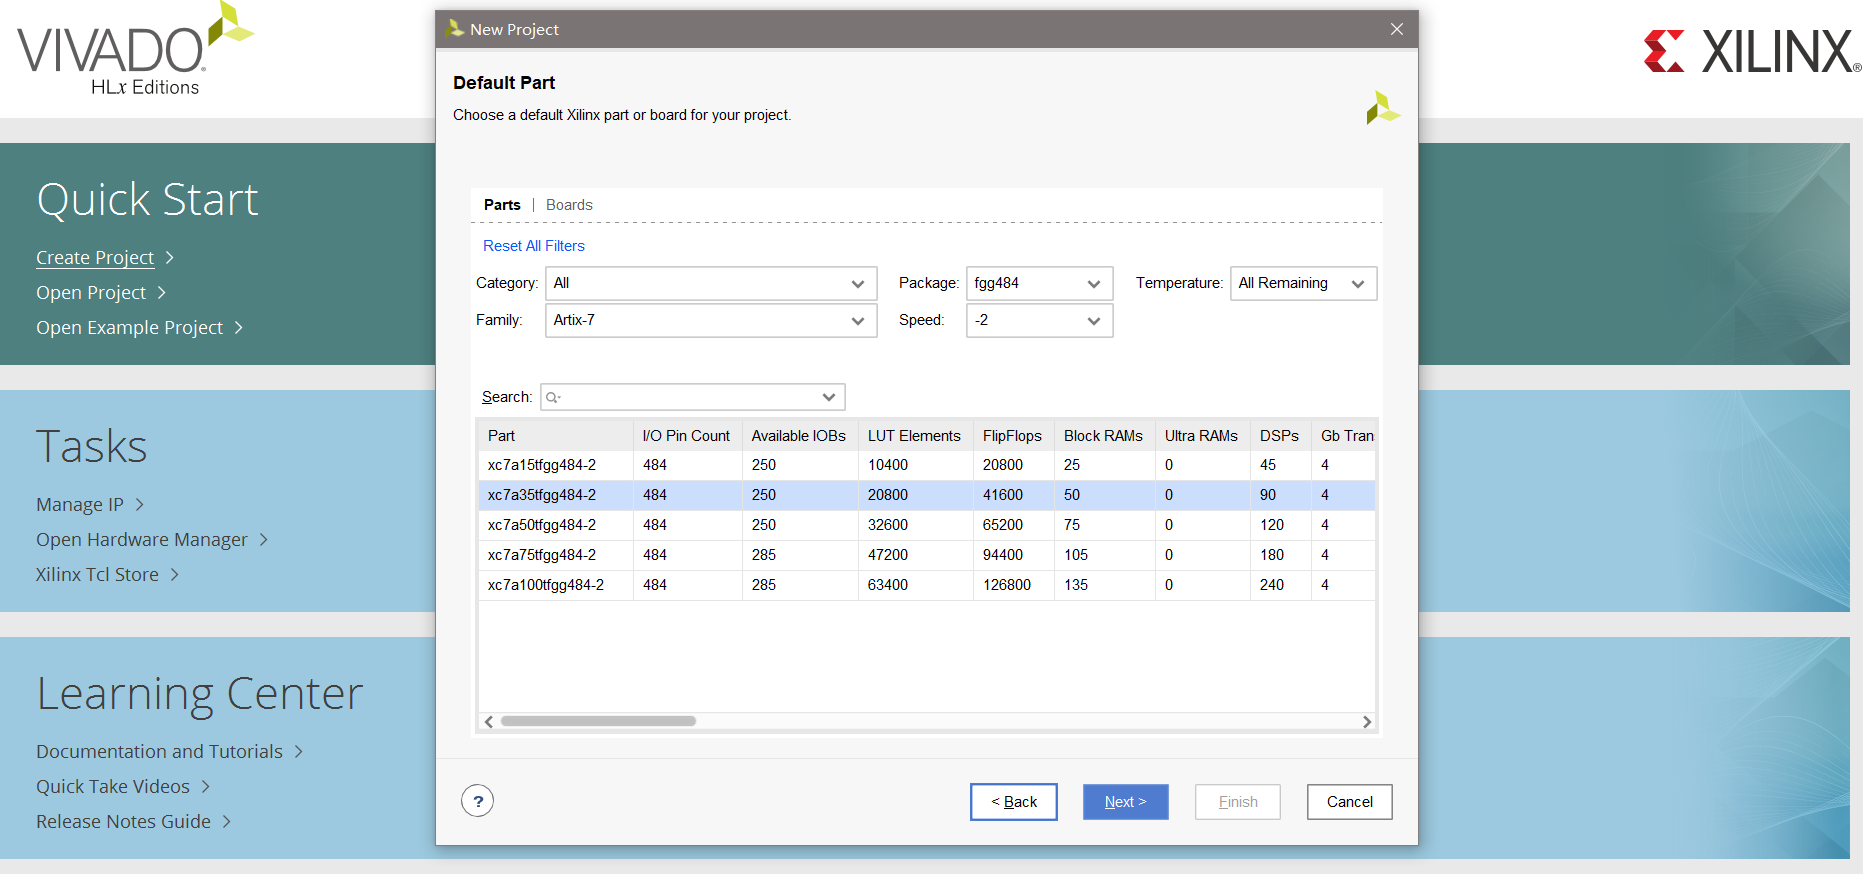 VIVADO
HLx Editions
XILINX®
Quick Start
Create Project
Open Project
Open Example Project
Tasks
Manage IP
Open Hardware Manager
Xilinx Tcl Store
Learning Center
Documentation and Tutorials
Quick Take Videos
Release Notes Guide
New Project
Default Part
Choose a default Xilinx part or board for your project.
Parts | Boards
Reset All Filters
Category: All Package: fgg484 Temperature: All Remaining
Family: Artix-7 Speed: -2
Search:
Part I/O Pin Count Available IOBs LUT Elements FlipFlops Block RAMs Ultra RAMs DSPs Gb Tran
xc7a15tfgg484-2 484 250 10400 20800 25 0 45 4
xc7a35tfgg484-2 484 250 20800 41600 50 0 90 4
xc7a50tfgg484-2 484 250 32600 65200 75 0 120 4
xc7a75tfgg484-2 484 285 47200 94400 105 0 180 4
xc7a100tfgg484-2 484 285 63400 126800 135 0 240 4
? < Back Next > Finish Cancel